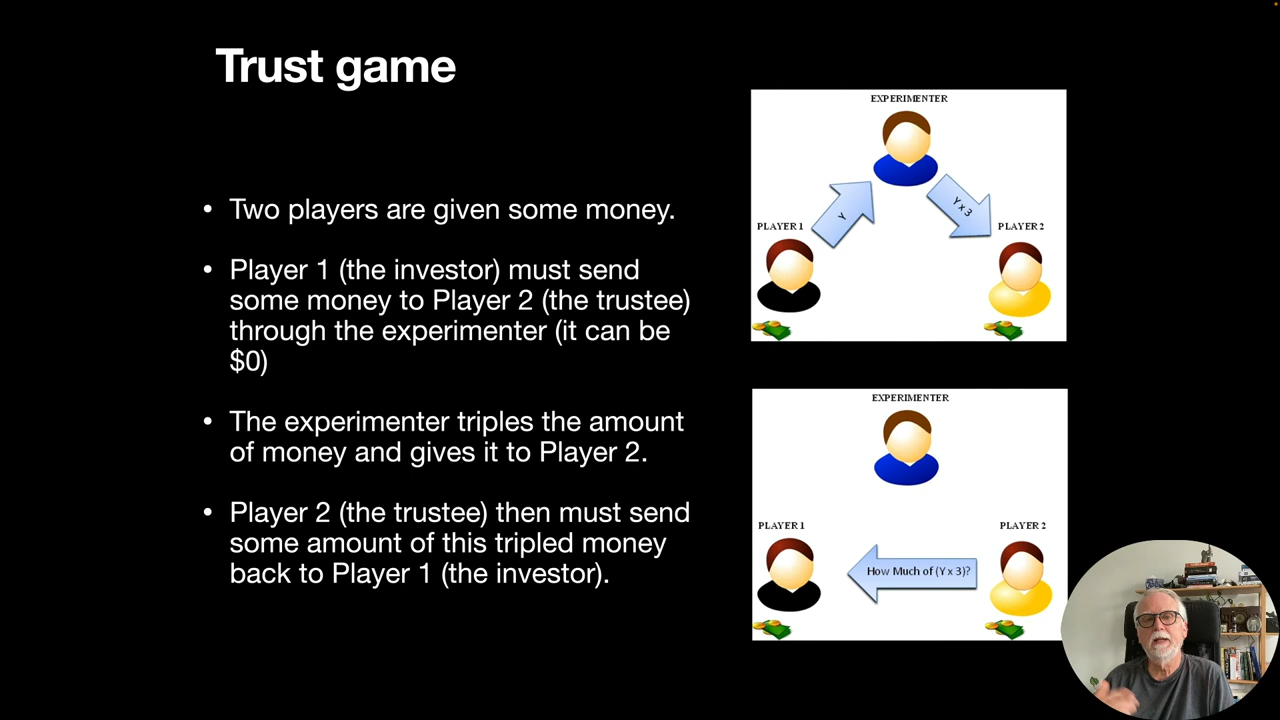 Trust game
• Two players are given some money.
• Player 1 (the investor) must send
some money to Player 2 (the trustee)
through the experimenter (it can be
$0)
• The experimenter triples the amount
of money and gives it to Player 2.
• Player 2 (the trustee) then must send
some amount of this tripled money
back to Player 1 (the investor).
EXPERIMENTER
Y
Y x 3
PLAYER 1
PLAYER 2
EXPERIMENTER
PLAYER 1
PLAYER 2
How Much of (Y x 3)?